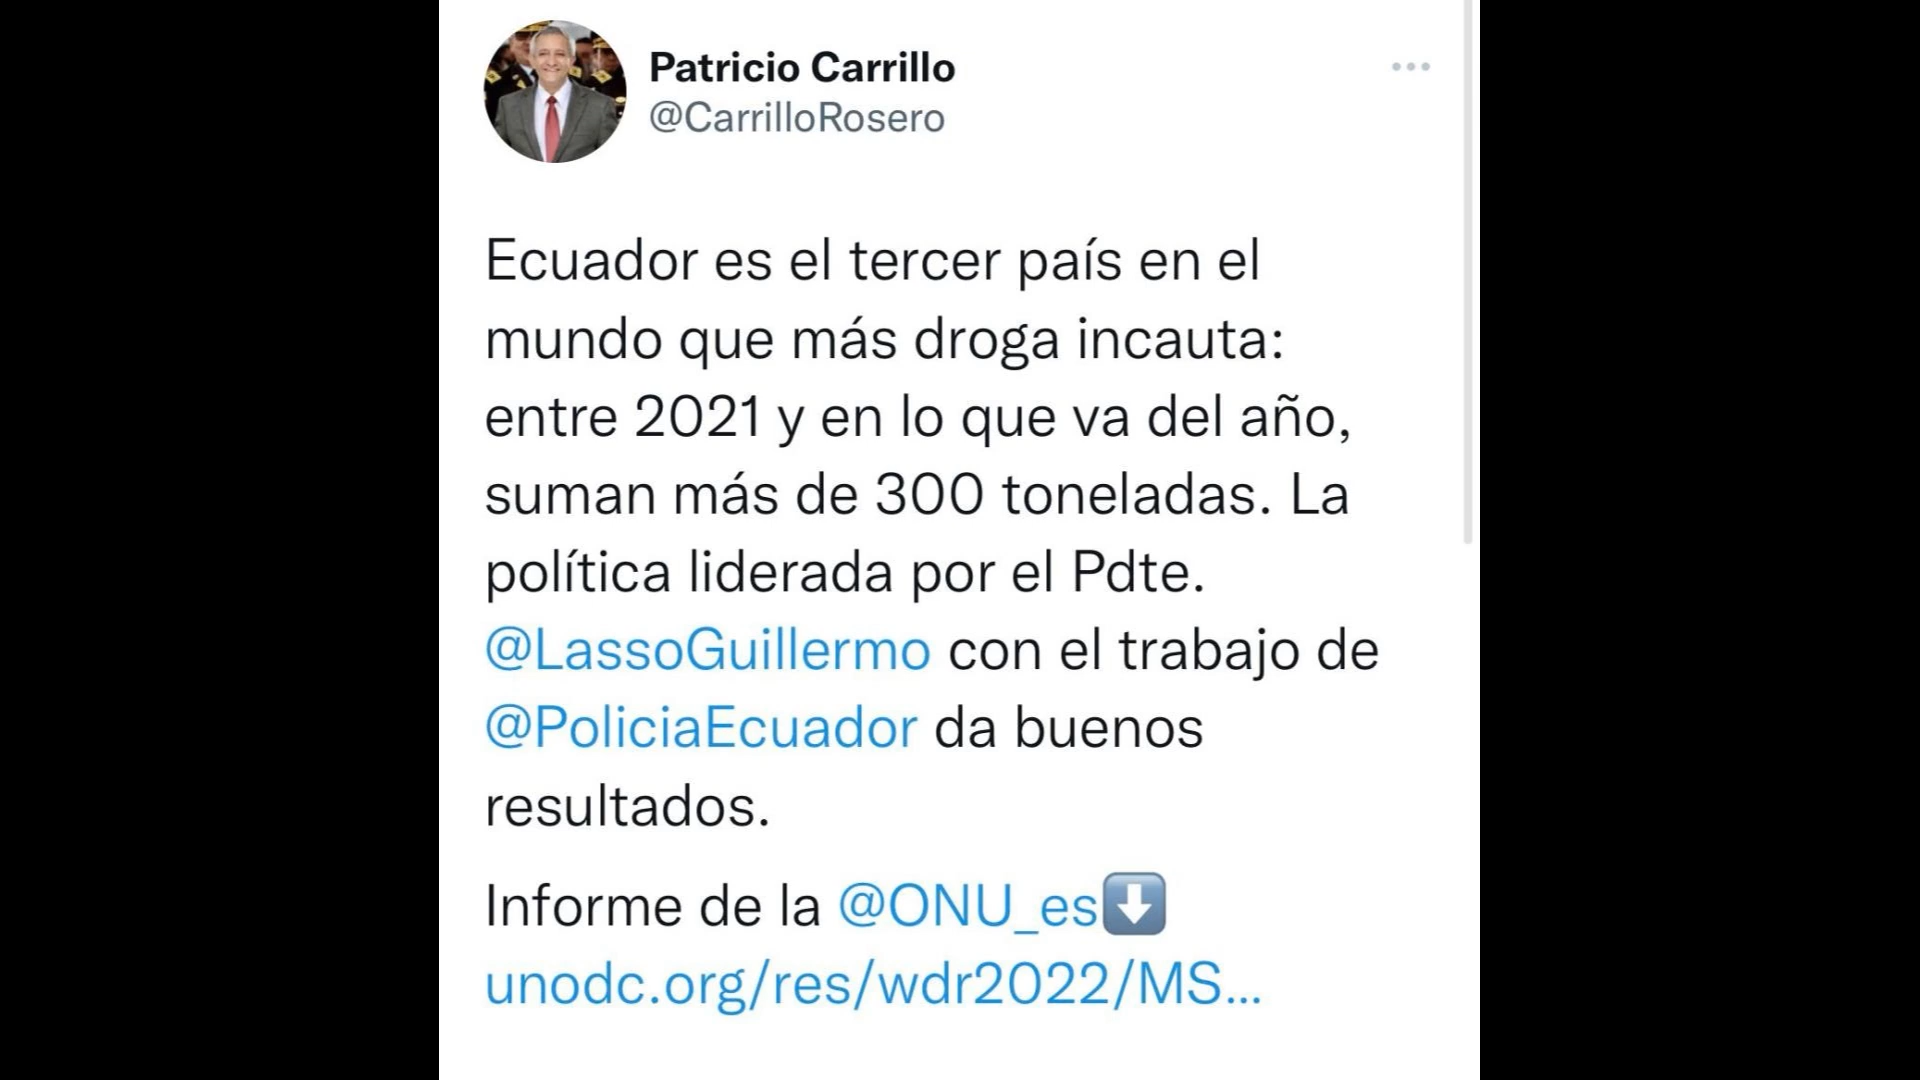 Patricio Carrillo
@CarrilloRosero
Ecuador es el tercer país en el
mundo que más droga incauta:
entre 2021 y en lo que va del año,
suman más de 300 toneladas. La
política liderada por el Pdte.
@LassoGuillermo con el trabajo de
@PoliciaEcuador da buenos
resultados.
Informe de la @ONU_es⬇️
unodc.org/res/wdr2022/MS...